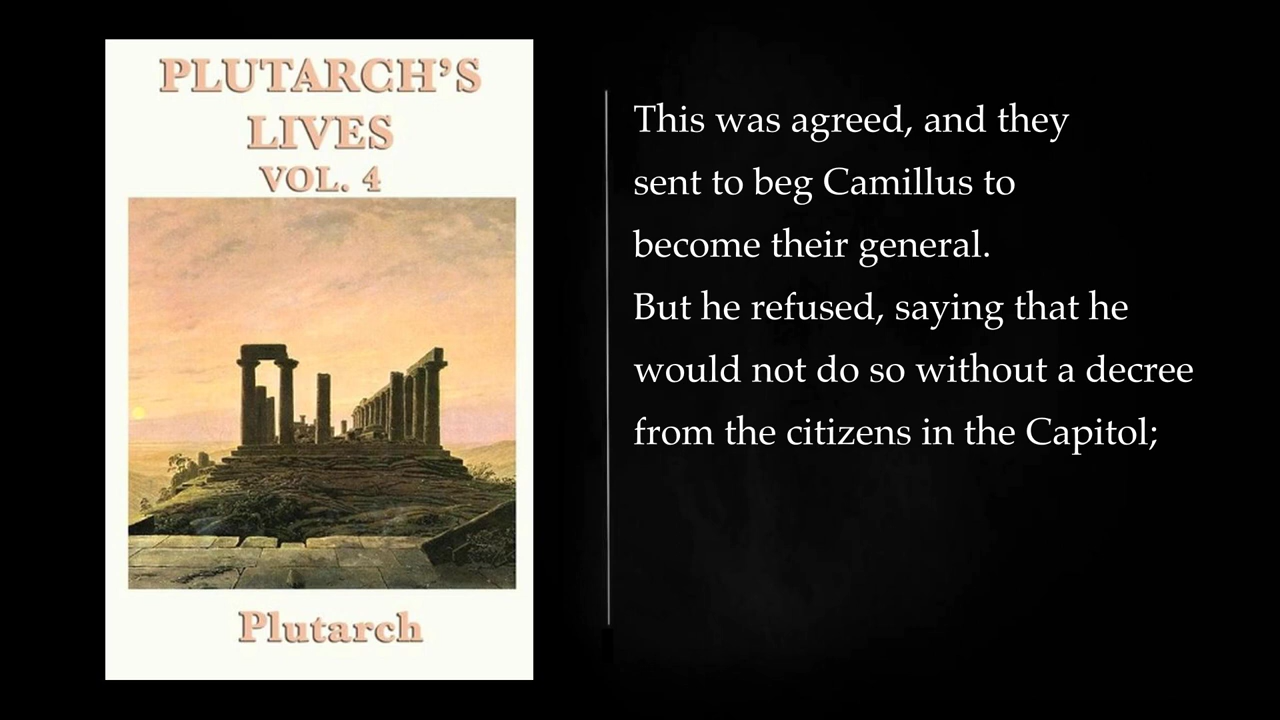 PLUTARCH'S
LIVES
VOL. 4
Plutarch
This was agreed, and they
sent to beg Camillus to
become their general.
But he refused, saying that he
would not do so without a decree
from the citizens in the Capitol;